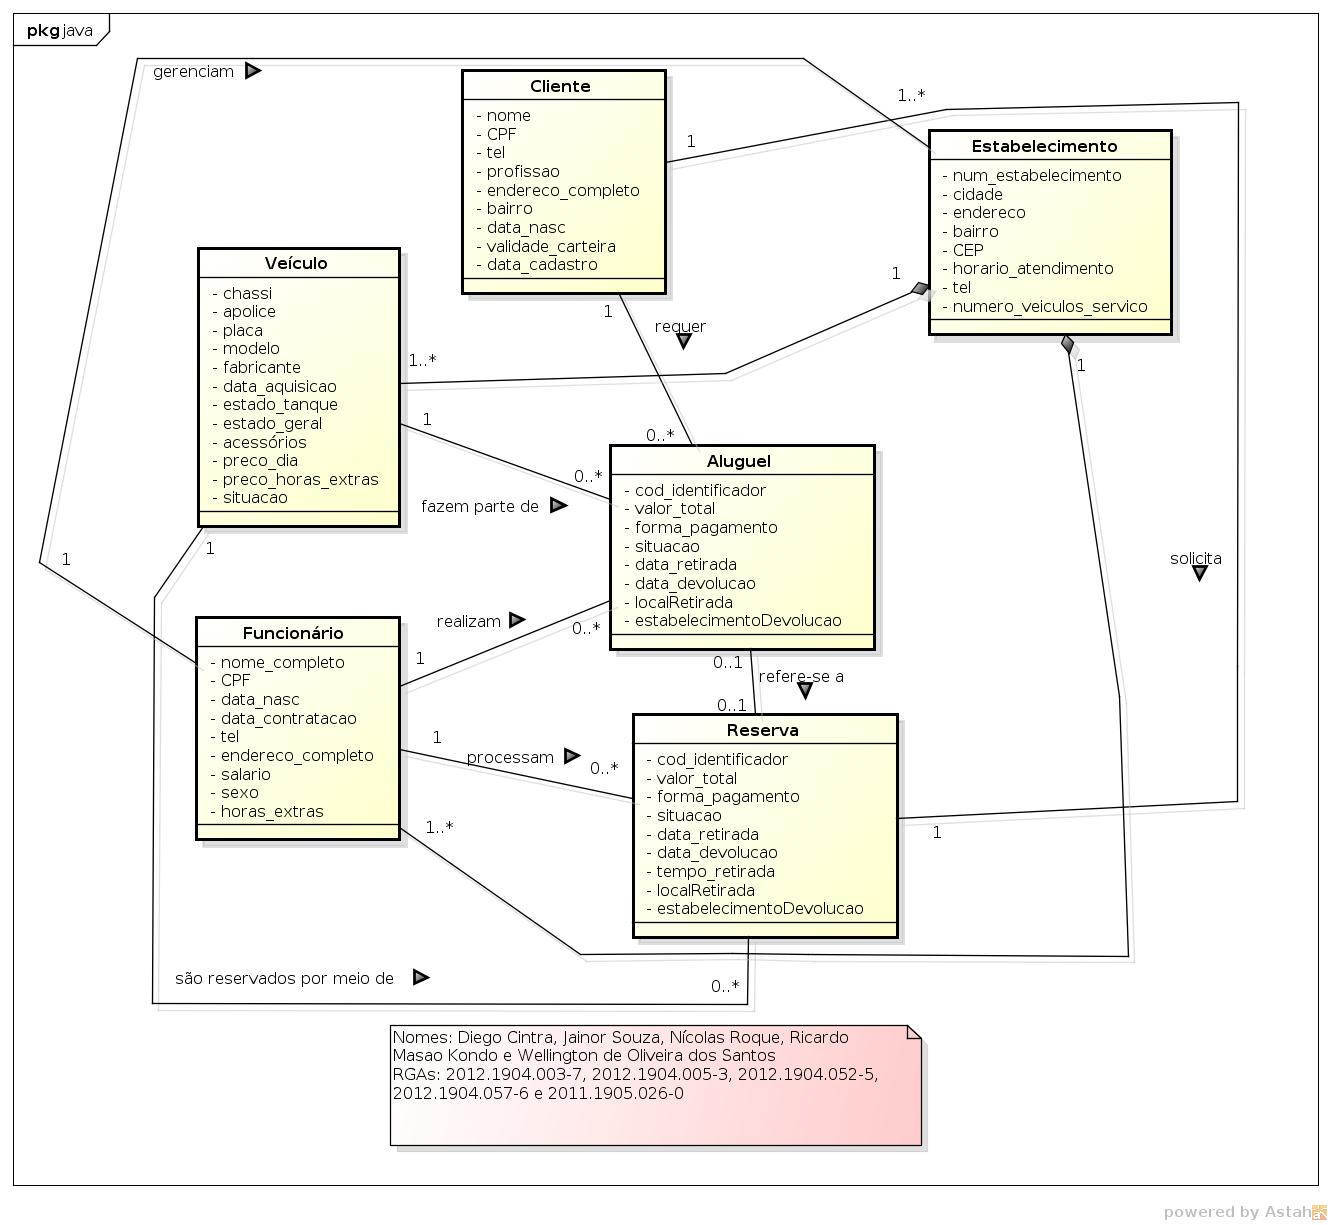 pkg java
gerenciam
Cliente
- nome
- CPF
- tel
- profissao
- endereco_completo
- bairro
- data_nasc
- validade_carteira
- data_cadastro
1
1..*
Estabelecimento
- num_estabelecimento
- cidade
- endereco
- bairro
- CEP
- horario_atendimento
- tel
- numero_veiculos_servico
1
1
Veículo
- chassi
- apolice
- placa
- modelo
- fabricante
- data_aquisicao
- estado_tanque
- estado_geral
- acessórios
- preco_dia
- preco_horas_extras
- situacao
1..*
1
1
1
requer
0..*
0..*
fazem parte de
Aluguel
- cod_identificador
- valor_total
- forma_pagamento
- situacao
- data_retirada
- data_devolucao
- localRetirada
- estabelecimentoDevolucao
solicita
1
Funcionário
- nome_completo
- CPF
- data_nasc
- data_contratacao
- tel
- endereco_completo
- salario
- sexo
- horas_extras
realizam
1
0..*
0..1
refere-se a
0..1
1
processam
0..*
1..*
Reserva
- cod_identificador
- valor_total
- forma_pagamento
- situacao
- data_retirada
- data_devolucao
- tempo_retirada
- localRetirada
- estabelecimentoDevolucao
1
são reservados por meio de
0..*
Nomes: Diego Cintra, Jainor Souza, Nícolas Roque, Ricardo
Masao Kondo e Wellington de Oliveira dos Santos
RGAs: 2012.1904.003-7, 2012.1904.005-3, 2012.1904.052-5,
2012.1904.057-6 e 2011.1905.026-0
powered by Astah